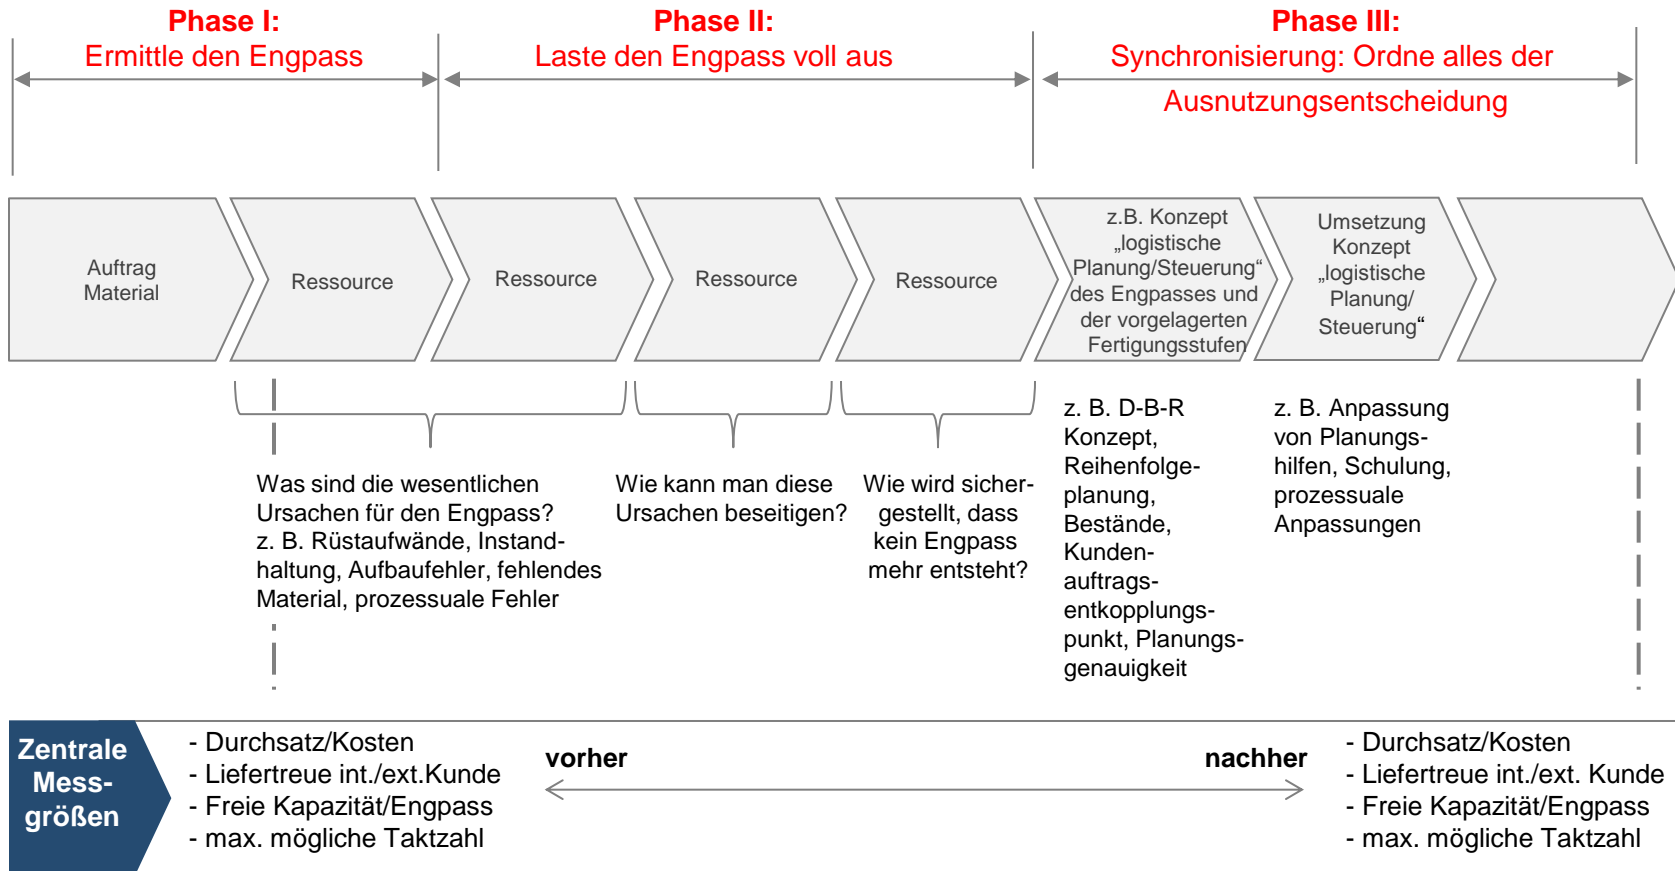 Phase I:
Ermittle den Engpass
Phase II:
Laste den Engpass voll aus
Phase III:
Synchronisierung: Ordne alles der
Ausnutzungsentscheidung
Auftrag
Material
Ressource
Ressource
Ressource
Ressource
z.B. Konzept
„logistische
Planung/Steuerung“
des Engpasses und
der vorgelagerten
Fertigungsstufen
Umsetzung
Konzept
„logistische
Planung/
Steuerung“
Was sind die wesentlichen
Ursachen für den Engpass?
z. B. Rüstaufwände, Instand-
haltung, Aufbaufehler, fehlendes
Material, prozessuale Fehler
Wie kann man diese
Ursachen beseitigen?
Wie wird sicher-
gestellt, dass
kein Engpass
mehr entsteht?
z. B. D-B-R
Konzept,
Reihenfolge-
planung,
Bestände,
Kunden-
auftrags-
entkopplungs-
punkt, Planungs-
genauigkeit
z. B. Anpassung
von Planungs-
hilfen, Schulung,
prozessuale
Anpassungen
Zentrale
Mess-
größen
- Durchsatz/Kosten
- Liefertreue int./ext.Kunde
- Freie Kapazität/Engpass
- max. mögliche Taktzahl
vorher
nachher
- Durchsatz/Kosten
- Liefertreue int./ext. Kunde
- Freie Kapazität/Engpass
- max. mögliche Taktzahl